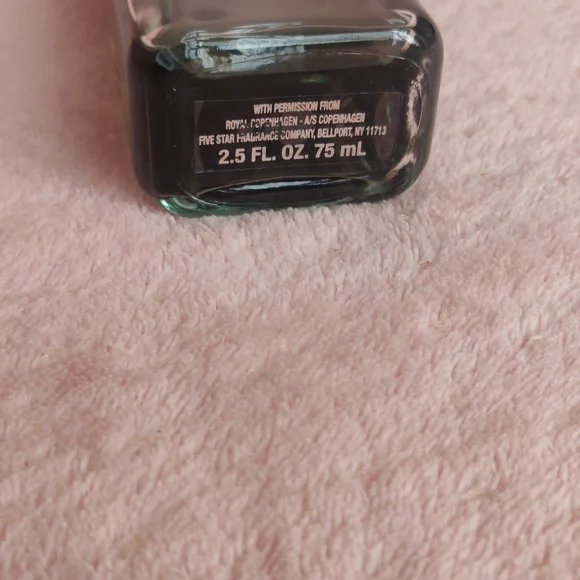 WITH PERMISSION FROM
ROYAL COPENHAGEN - A/S COPENHAGEN
FIVE STAR FRAGRANCE COMPANY, BELLPORT, NY 11713
2.5 FL. OZ. 75 mL